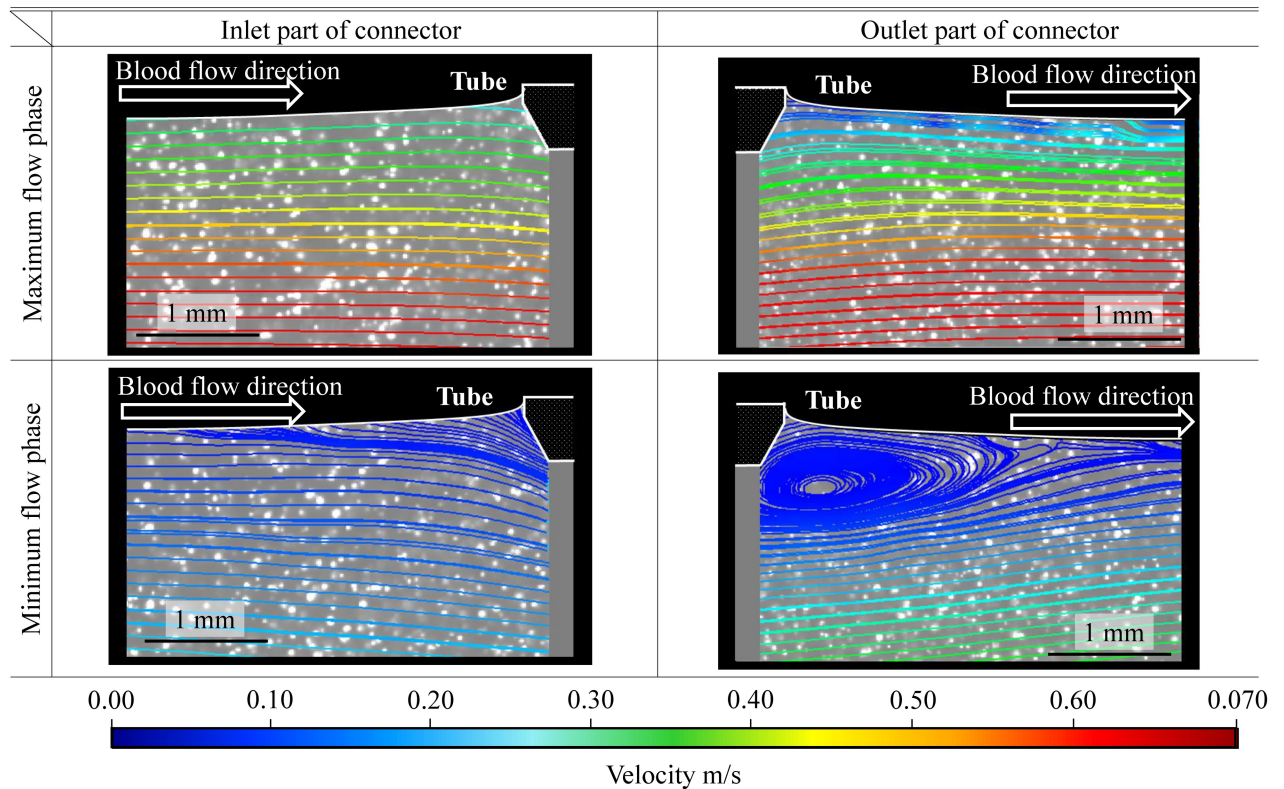 Inlet part of connector
Outlet part of connector
Maximum flow phase
Blood flow direction
Tube
1 mm
Tube
Blood flow direction
1 mm
Minimum flow phase
Blood flow direction
Tube
1 mm
Tube
Blood flow direction
1 mm
0.00 0.10 0.20 0.30 0.40 0.50 0.60 0.070
Velocity m/s